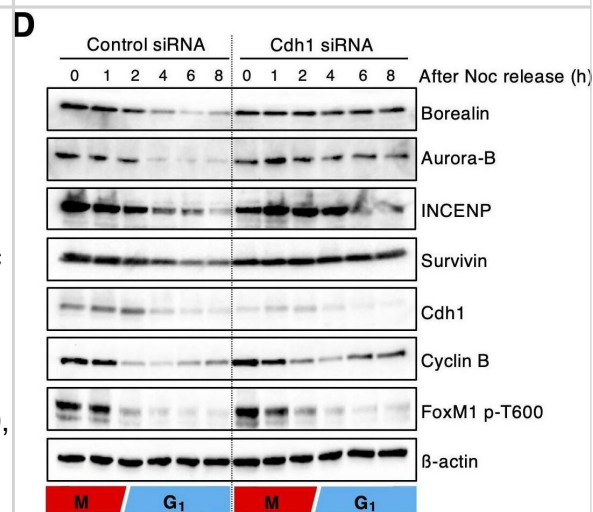 D
Control siRNA Cdh1 siRNA
0 1 2 4 6 8 0 1 2 4 6 8 After Noc release (h)
Borealin
Aurora-B
INCENP
Survivin
Cdh1
Cyclin B
FoxM1 p-T600
ß-actin
M G1 M G1